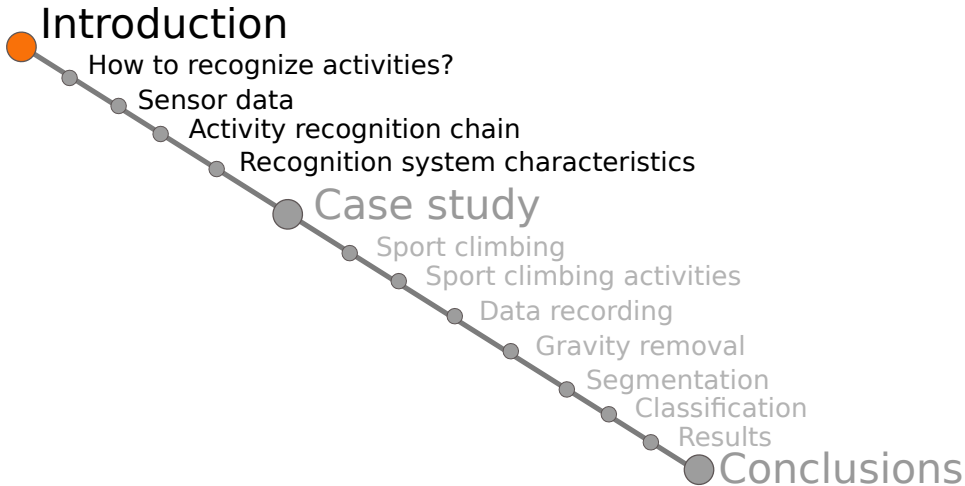 Introduction
How to recognize activities?
Sensor data
Activity recognition chain
Recognition system characteristics
Case study
Sport climbing
Sport climbing activities
Data recording
Gravity removal
Segmentation
Classification
Results
Conclusions